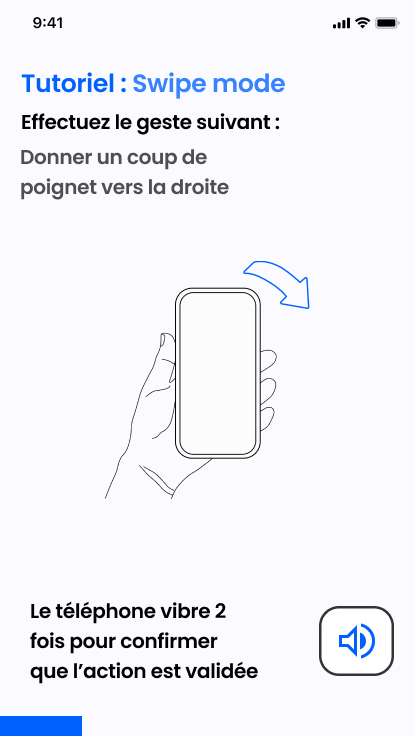 9:41
Tutoriel : Swipe mode
Effectuez le geste suivant :
Donner un coup de
poignet vers la droite
Le téléphone vibre 2
fois pour confirmer
que l’action est validée